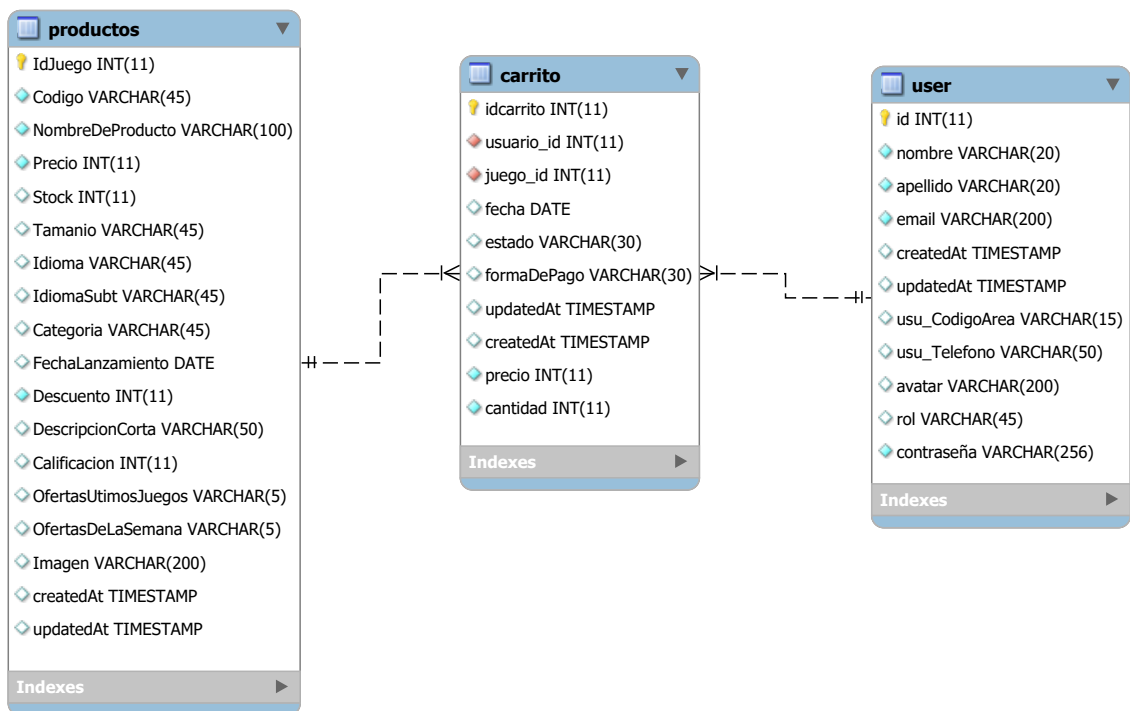 productos
IdJuego INT(11)
Codigo VARCHAR(45)
NombreDeProducto VARCHAR(100)
Precio INT(11)
Stock INT(11)
Tamanio VARCHAR(45)
Idioma VARCHAR(45)
IdiomaSubt VARCHAR(45)
Categoria VARCHAR(45)
FechaLanzamiento DATE
Descuento INT(11)
DescripcionCorta VARCHAR(50)
Calificacion INT(11)
OfertasUtimosJuegos VARCHAR(5)
OfertasDeLaSemana VARCHAR(5)
Imagen VARCHAR(200)
createdAt TIMESTAMP
updatedAt TIMESTAMP
Indexes
carrito
idcarrito INT(11)
usuario_id INT(11)
juego_id INT(11)
fecha DATE
estado VARCHAR(30)
formaDePago VARCHAR(30)
updatedAt TIMESTAMP
createdAt TIMESTAMP
precio INT(11)
cantidad INT(11)
Indexes
user
id INT(11)
nombre VARCHAR(20)
apellido VARCHAR(20)
email VARCHAR(200)
createdAt TIMESTAMP
updatedAt TIMESTAMP
usu_CodigoArea VARCHAR(15)
usu_Telefono VARCHAR(50)
avatar VARCHAR(200)
rol VARCHAR(45)
contraseña VARCHAR(256)
Indexes